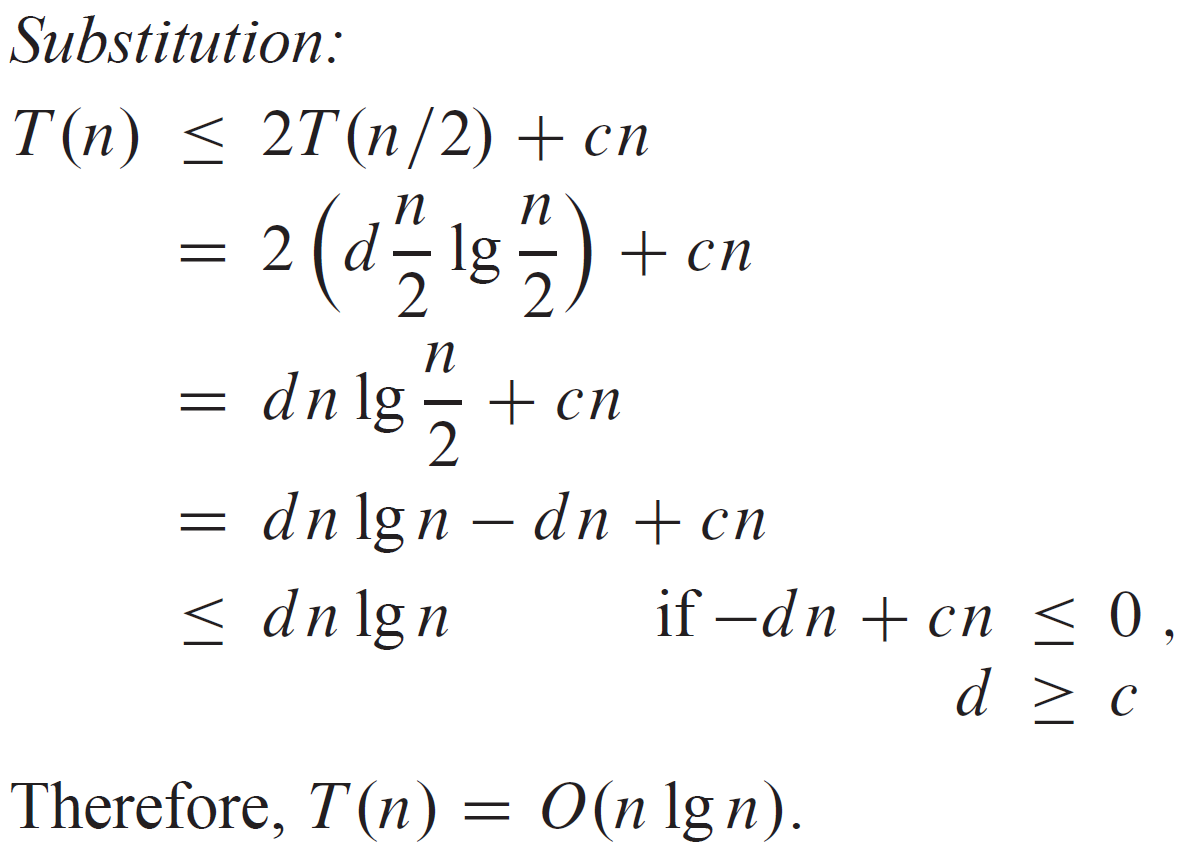 Substitution:
T(n) ≤ 2T(n/2) + cn
= 2(d n/2 lg n/2) + cn
= dn lg n/2 + cn
= dn lg n − dn + cn
≤ dn lg n if −dn + cn ≤ 0 ,
d ≥ c
Therefore, T(n) = O(n lg n).